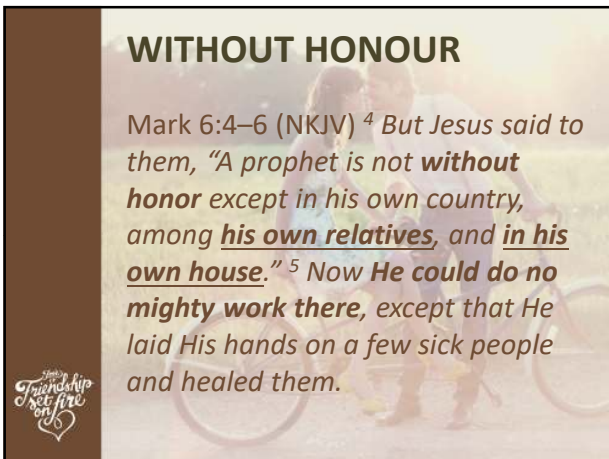 WITHOUT HONOUR
Mark 6:4–6 (NKJV) 4 But Jesus said to
them, “A prophet is not without
honor except in his own country,
among his own relatives, and in his
own house.” 5 Now He could do no
mighty work there, except that He
laid His hands on a few sick people
and healed them.
Friendship
set on fire